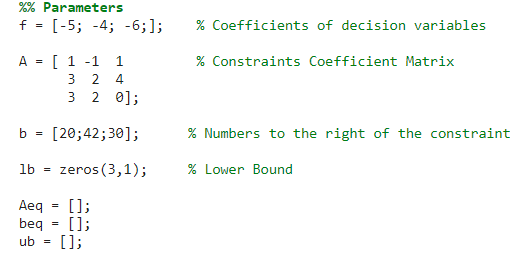 %% Parameters
f = [-5; -4; -6;];    % Coefficients of decision variables
A = [ 1 -1  1         % Constraints Coefficient Matrix
      3  2  4
      3  2  0];
b = [20;42;30];      % Numbers to the right of the constraint
lb = zeros(3,1);     % Lower Bound
Aeq = [];
beq = [];
ub = [];